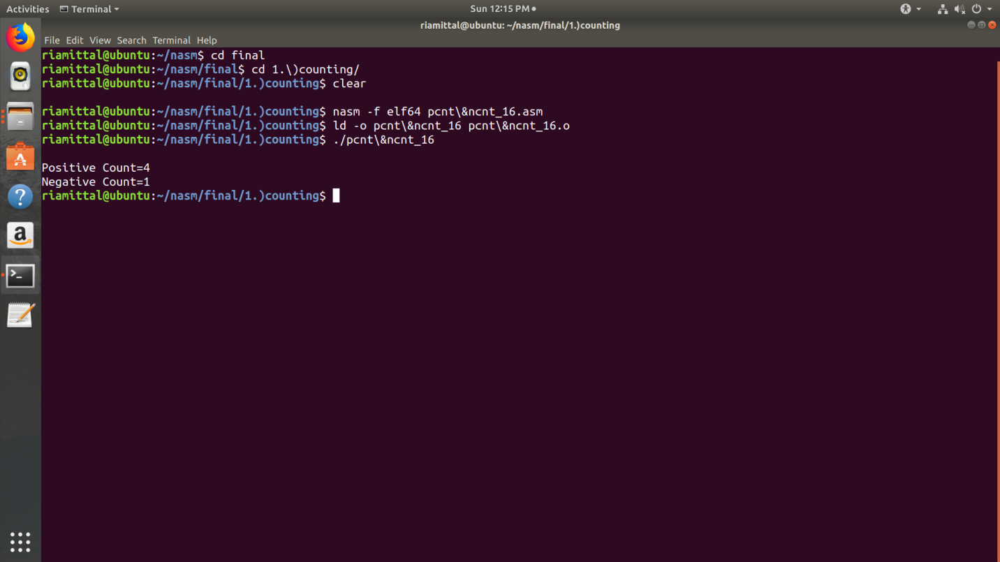 Activities Terminal Sun 12:15 PM
riamittal@ubuntu: ~/nasm/final/1.)counting
File Edit View Search Terminal Help
riamittal@ubuntu:~/nasm$ cd final
riamittal@ubuntu:~/nasm/final$ cd 1.\)counting/
riamittal@ubuntu:~/nasm/final/1.)counting$ clear
riamittal@ubuntu:~/nasm/final/1.)counting$ nasm -f elf64 pcnt\&ncnt_16.asm
riamittal@ubuntu:~/nasm/final/1.)counting$ ld -o pcnt\&ncnt_16 pcnt\&ncnt_16.o
riamittal@ubuntu:~/nasm/final/1.)counting$ ./pcnt\&ncnt_16
Positive Count=4
Negative Count=1
riamittal@ubuntu:~/nasm/final/1.)counting$